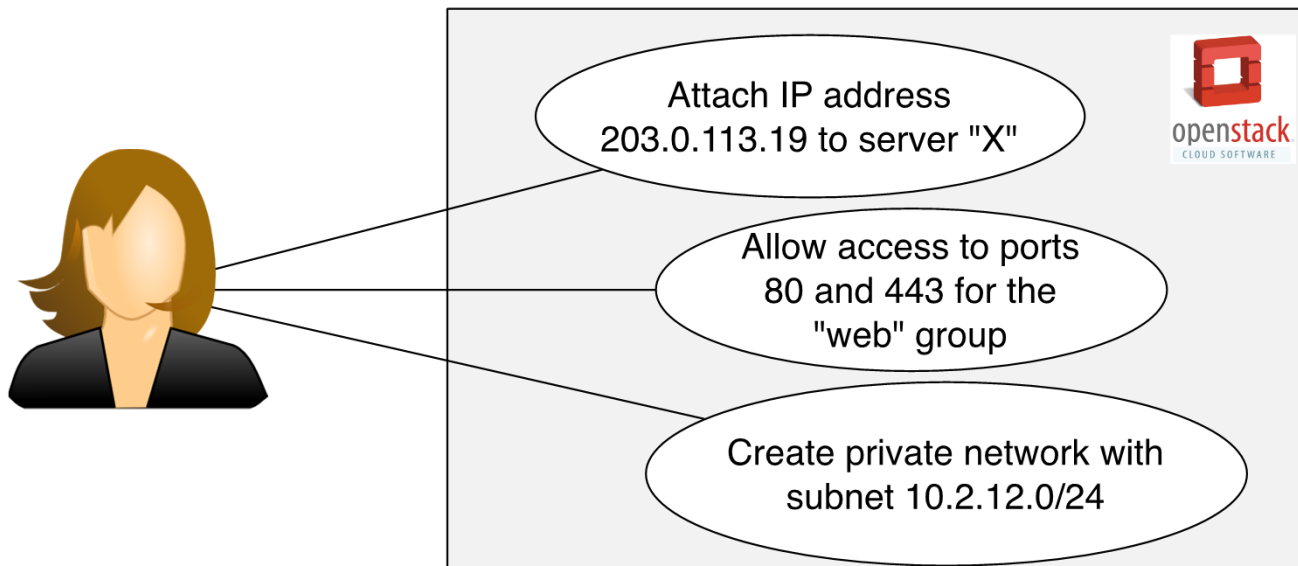 Attach IP address
203.0.113.19 to server "X"
openstack
CLOUD SOFTWARE
Allow access to ports
80 and 443 for the
"web" group
Create private network with
subnet 10.2.12.0/24